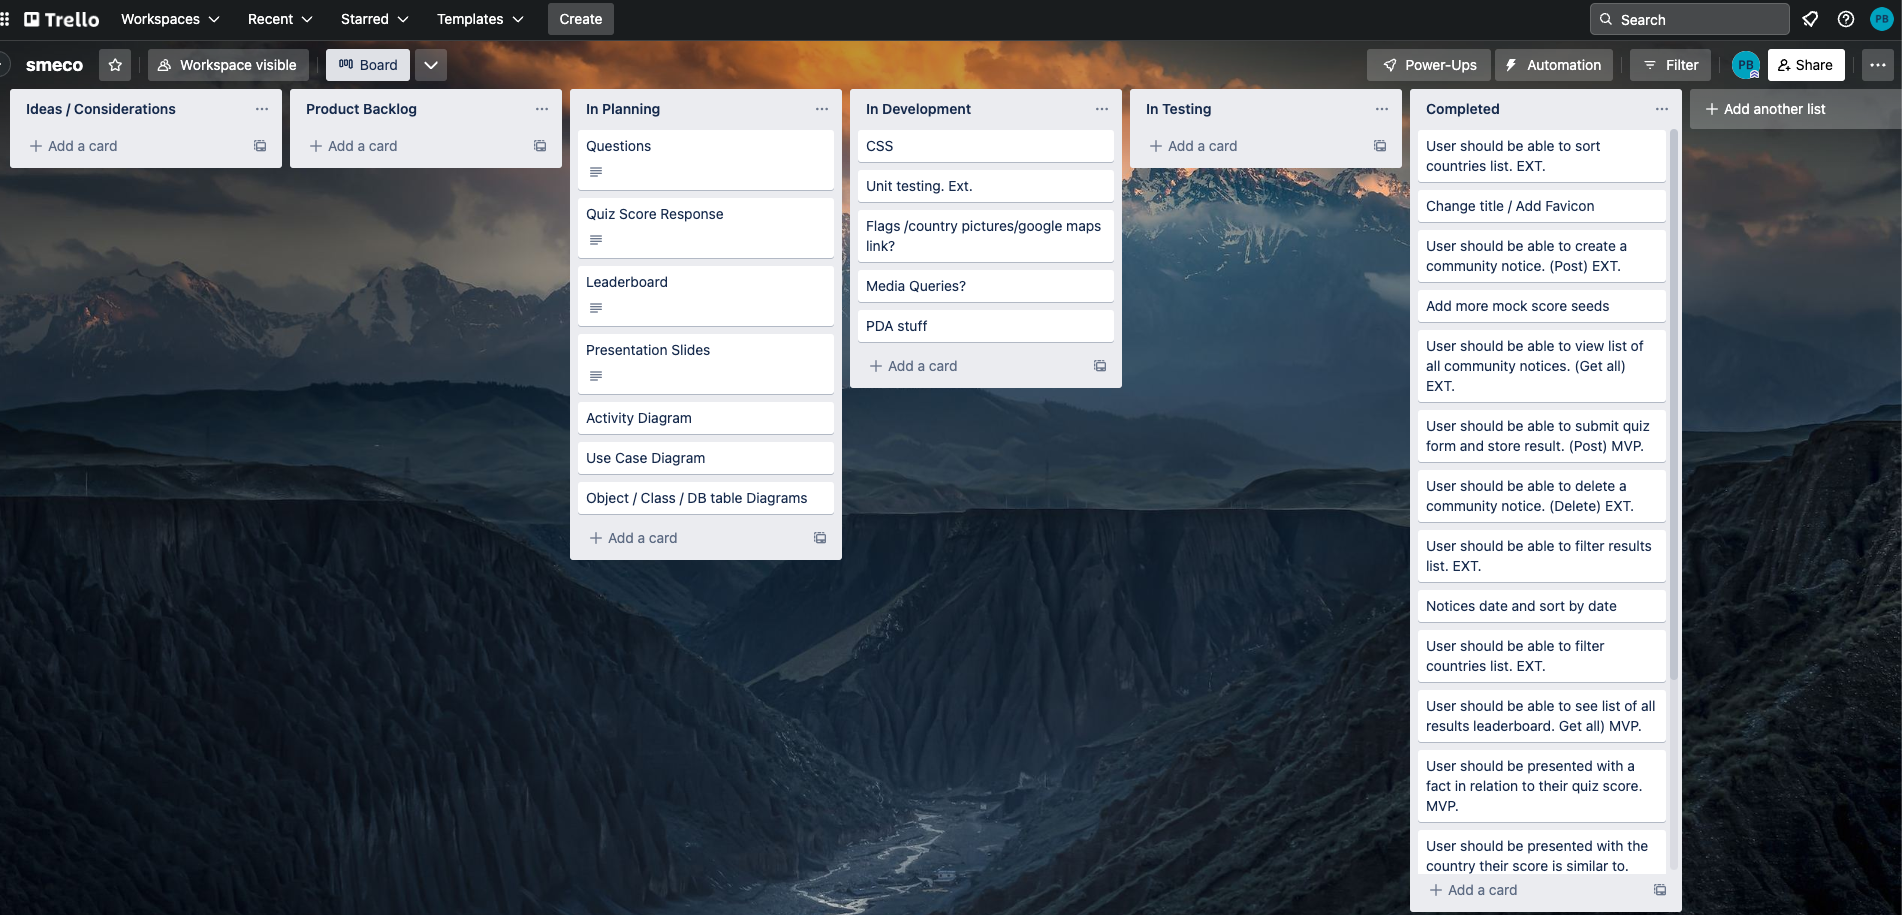 Trello Workspaces Recent Starred Templates Create Search PB
smeco Workspace visible Board Power-Ups Automation Filter PB Share
Ideas / Considerations
Add a card
Product Backlog
Add a card
In Planning
Questions
Quiz Score Response
Leaderboard
Presentation Slides
Activity Diagram
Use Case Diagram
Object / Class / DB table Diagrams
Add a card
In Development
CSS
Unit testing. Ext.
Flags /country pictures/google maps
link?
Media Queries?
PDA stuff
Add a card
In Testing
Add a card
Completed
User should be able to sort
countries list. EXT.
Change title / Add Favicon
User should be able to create a
community notice. (Post) EXT.
Add more mock score seeds
User should be able to view list of
all community notices. (Get all)
EXT.
User should be able to submit quiz
form and store result. (Post) MVP.
User should be able to delete a
community notice. (Delete) EXT.
User should be able to filter results
list. EXT.
Notices date and sort by date
User should be able to filter
countries list. EXT.
User should be able to see list of all
results leaderboard. Get all) MVP.
User should be presented with a
fact in relation to their quiz score.
MVP.
User should be presented with the
country their score is similar to.
Add a card
Add another list